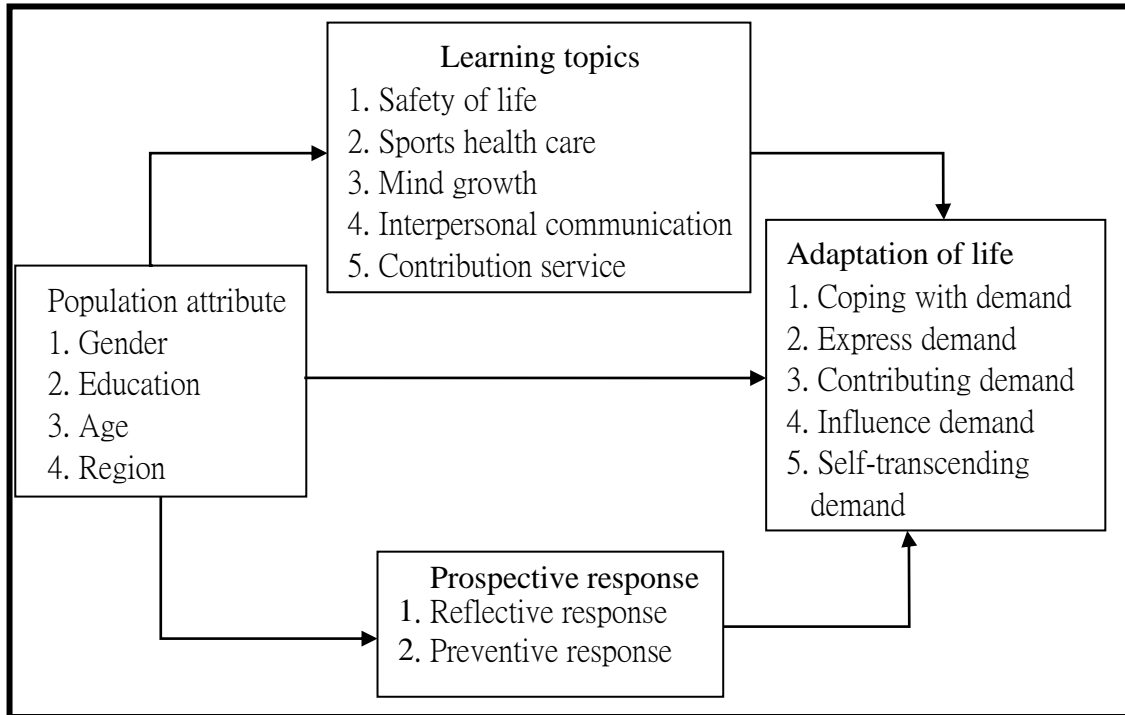 Learning topics
1. Safety of life
2. Sports health care
3. Mind growth
4. Interpersonal communication
5. Contribution service
Population attribute
1. Gender
2. Education
3. Age
4. Region
Adaptation of life
1. Coping with demand
2. Express demand
3. Contributing demand
4. Influence demand
5. Self-transcending
demand
Prospective response
1. Reflective response
2. Preventive response